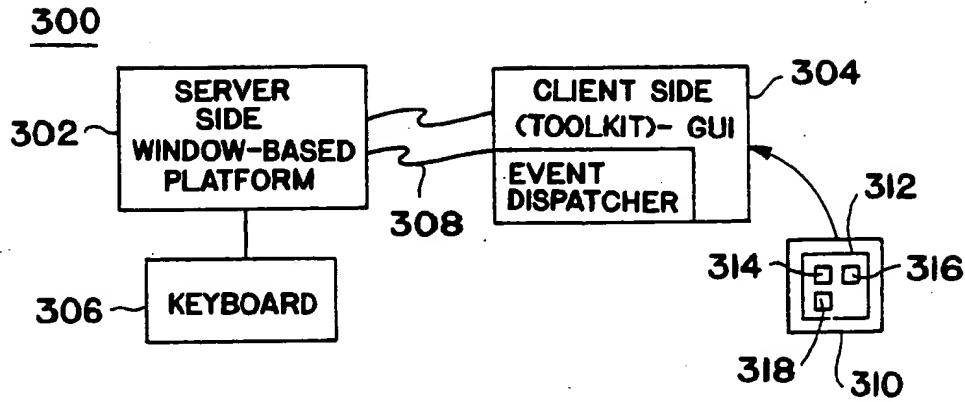 300
SERVER
SIDE
WINDOW-BASED
PLATFORM
302
CLIENT SIDE
(TOOLKIT)- GUI
EVENT
DISPATCHER
304
308
312
314
316
318
310
306
KEYBOARD